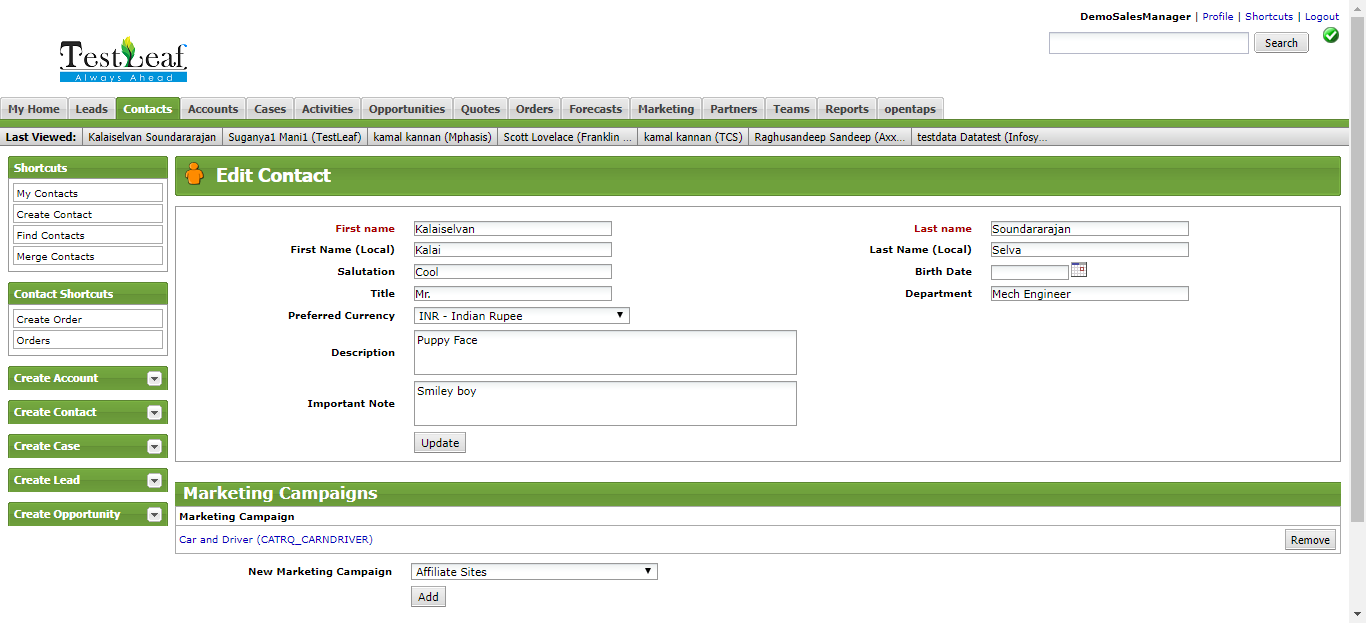 DemoSalesManager | Profile | Shortcuts | Logout
Search
TestLeaf
Always Ahead
My Home Leads Contacts Accounts Cases Activities Opportunities Quotes Orders Forecasts Marketing Partners Teams Reports opentaps
Last Viewed: Kalaiselvan Soundararajan Suganya1 Mani1 (TestLeaf) kamal kannan (Mphasis) Scott Lovelace (Franklin ... kamal kannan (TCS) Raghusandeep Sandeep (Axx... testdata Datatest (Infosy...
Shortcuts
My Contacts
Create Contact
Find Contacts
Merge Contacts
Contact Shortcuts
Create Order
Orders
Create Account
Create Contact
Create Case
Create Lead
Create Opportunity
Edit Contact
First name Kalaiselvan Last name Soundararajan
First Name (Local) Kalai Last Name (Local) Selva
Salutation Cool Birth Date
Title Mr. Department Mech Engineer
Preferred Currency INR - Indian Rupee
Description Puppy Face
Important Note Smiley boy
Update
Marketing Campaigns
Marketing Campaign
Car and Driver (CATRQ_CARNDRIVER) Remove
New Marketing Campaign Affiliate Sites
Add